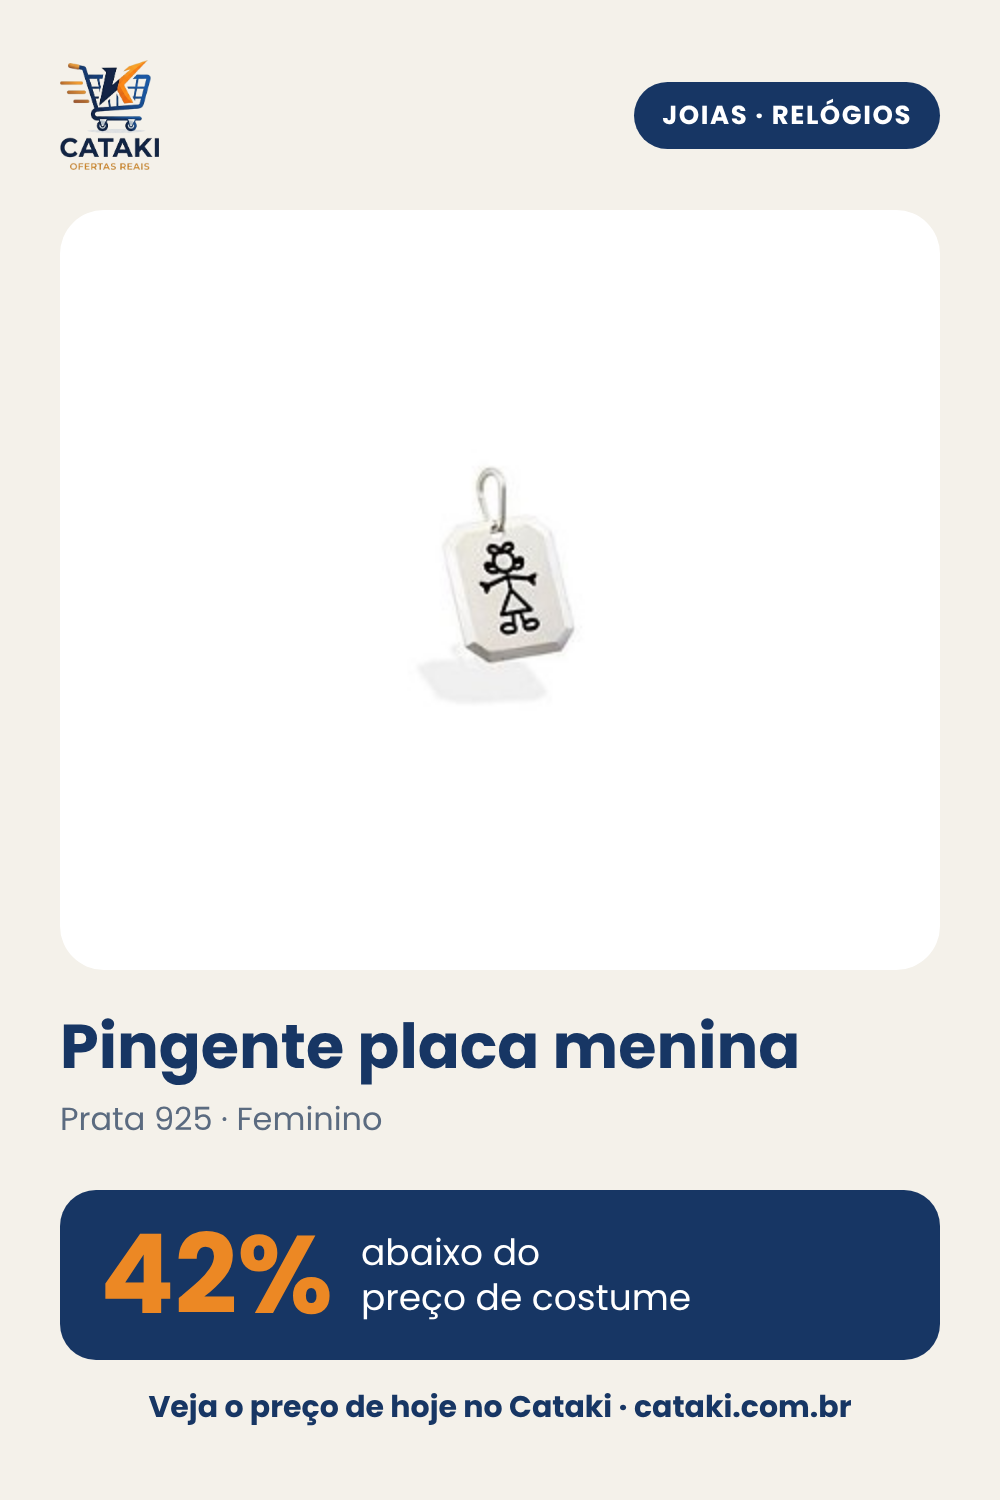 CATAKI
OFERTAS REAIS
JOIAS · RELÓGIOS
Pingente placa menina
Prata 925 · Feminino
42%
abaixo do
preço de costume
Veja o preço de hoje no Cataki · cataki.com.br